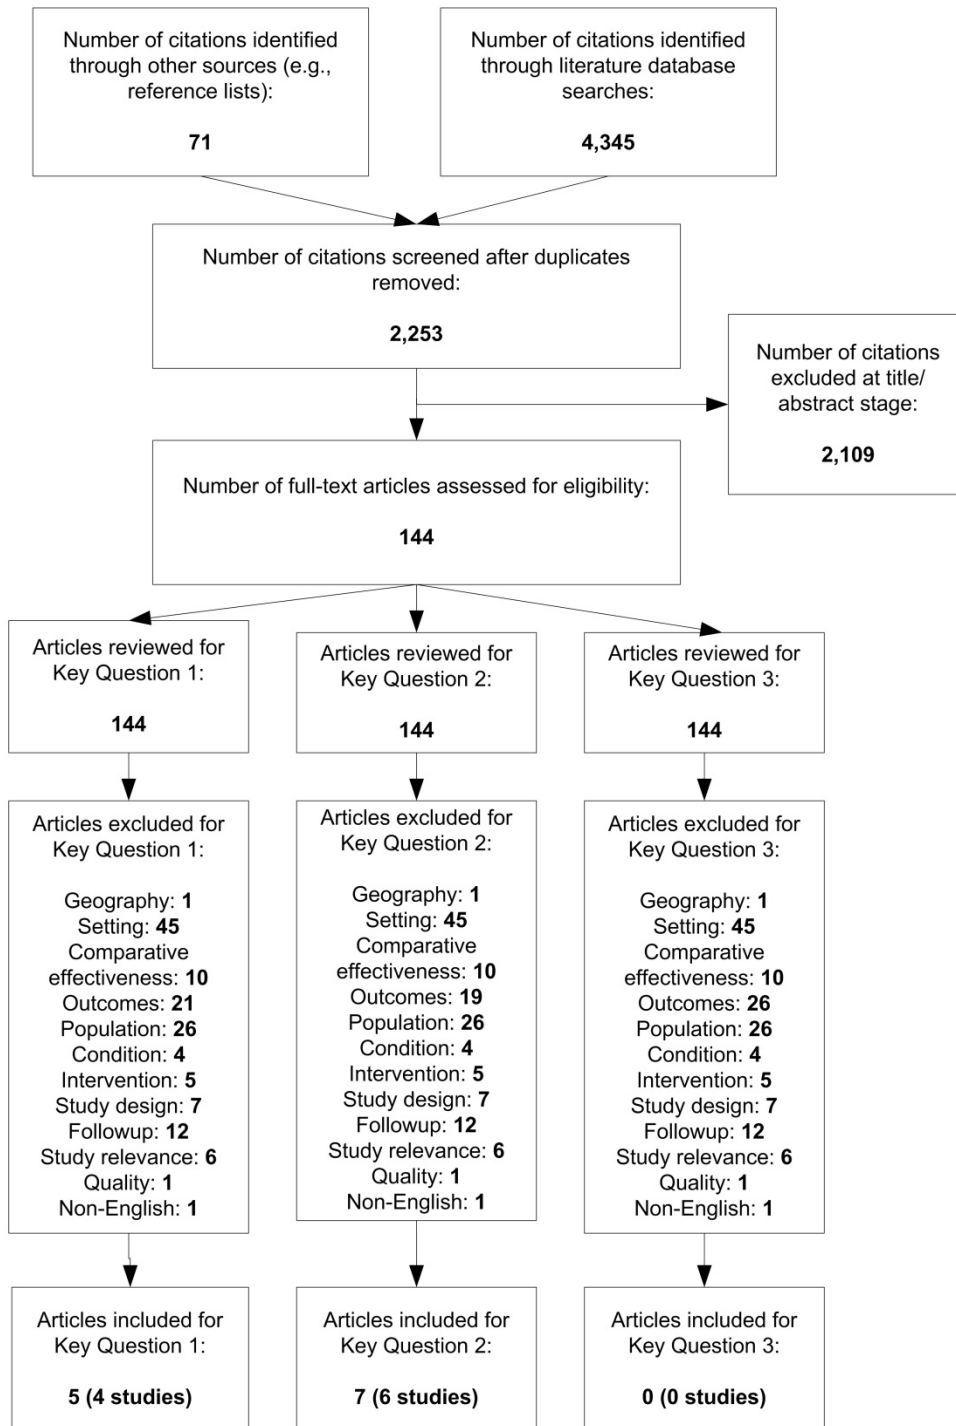 Number of citations identified
through other sources (e.g.,
reference lists):
71
Number of citations identified
through literature database
searches:
4,345
Number of citations screened after duplicates
removed:
2,253
Number of citations
excluded at title/
abstract stage:
2,109
Number of full-text articles assessed for eligibility:
144
Articles reviewed for
Key Question 1:
144
Articles reviewed for
Key Question 2:
144
Articles reviewed for
Key Question 3:
144
Articles excluded for
Key Question 1:
Geography: 1
Setting: 45
Comparative
effectiveness: 10
Outcomes: 21
Population: 26
Condition: 4
Intervention: 5
Study design: 7
Followup: 12
Study relevance: 6
Quality: 1
Non-English: 1
Articles excluded for
Key Question 2:
Geography: 1
Setting: 45
Comparative
effectiveness: 10
Outcomes: 19
Population: 26
Condition: 4
Intervention: 5
Study design: 7
Followup: 12
Study relevance: 6
Quality: 1
Non-English: 1
Articles excluded for
Key Question 3:
Geography: 1
Setting: 45
Comparative
effectiveness: 10
Outcomes: 26
Population: 26
Condition: 4
Intervention: 5
Study design: 7
Followup: 12
Study relevance: 6
Quality: 1
Non-English: 1
Articles included for
Key Question 1:
5 (4 studies)
Articles included for
Key Question 2:
7 (6 studies)
Articles included for
Key Question 3:
0 (0 studies)